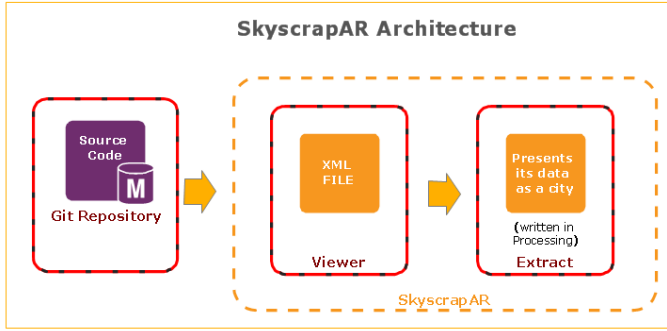 SkyscrapAR Architecture
Source
Code
M
Git Repository
XML
FILE
Viewer
Presents
its data
as a city
(written in
Processing)
Extract
SkyscrapAR